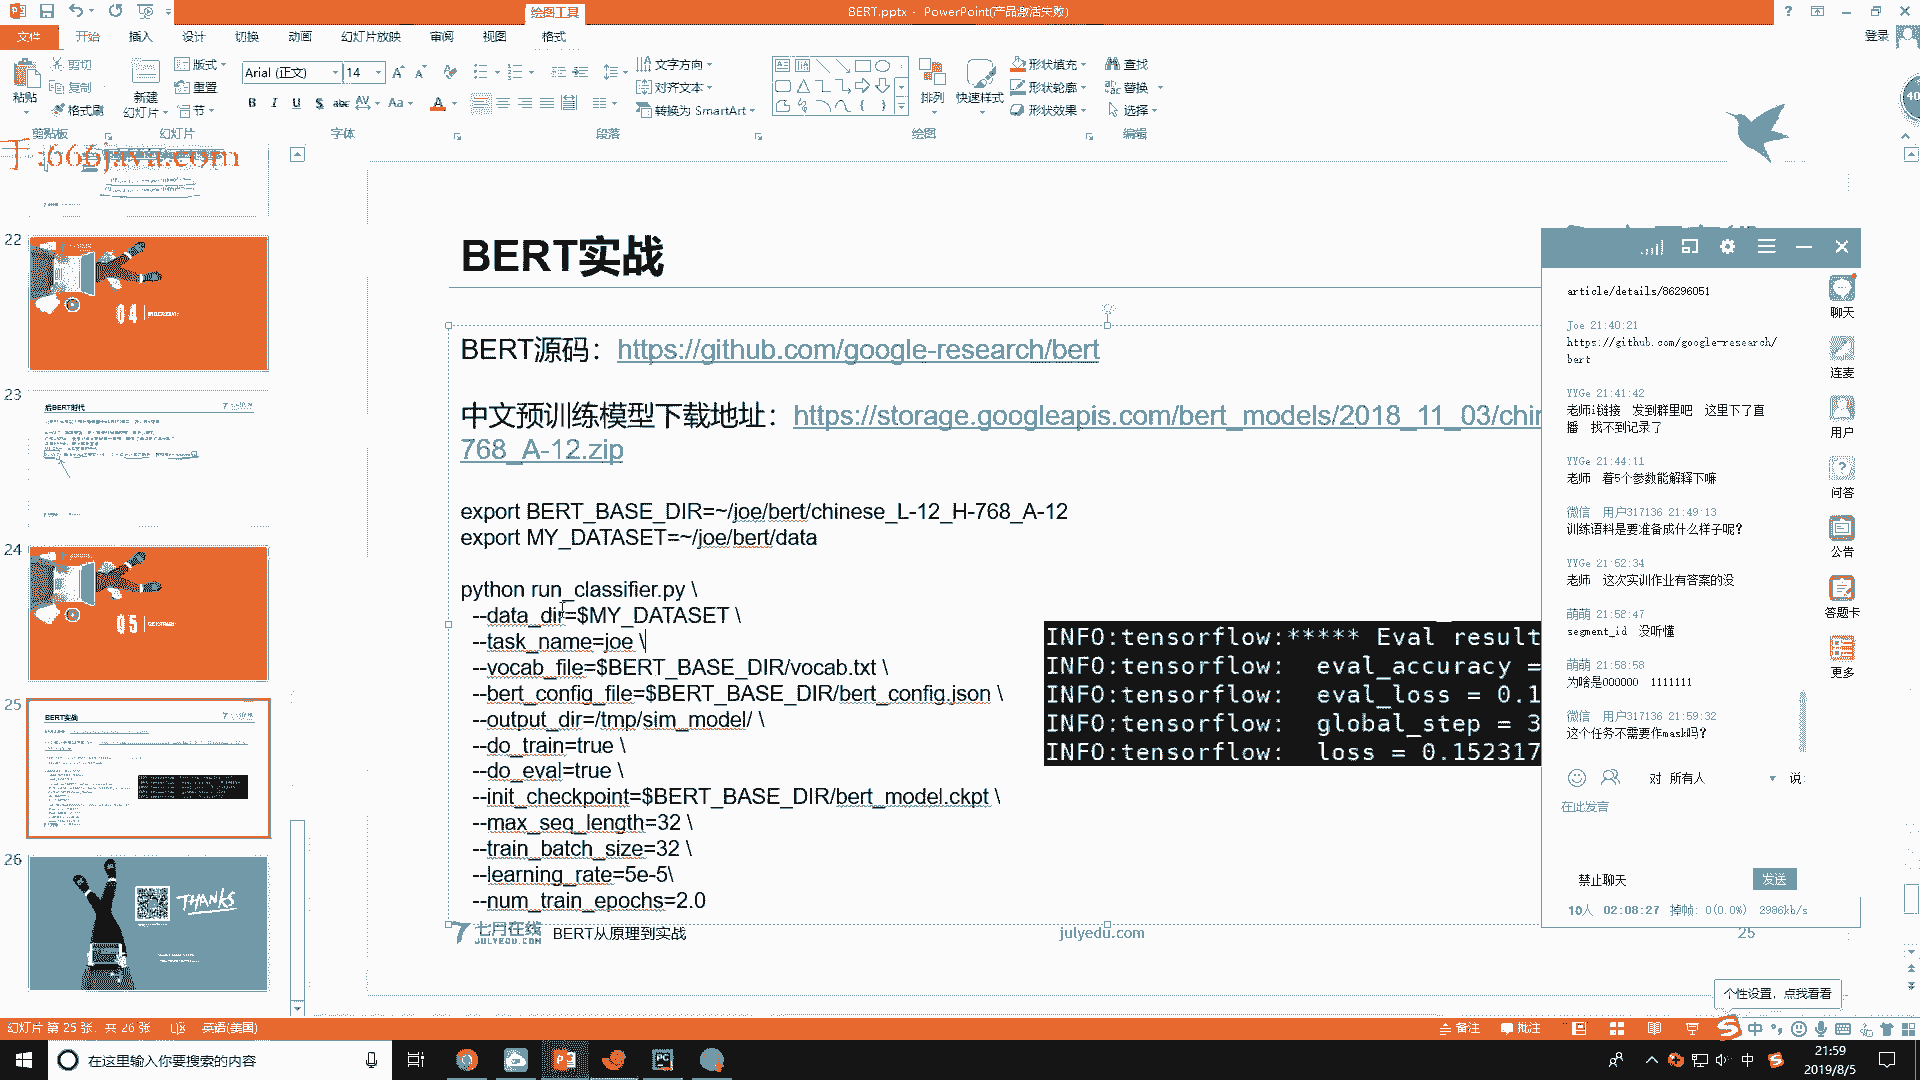 BERT.pptx - PowerPoint(产品激活失败)
绘图工具
文件 开始 插入 设计 切换 动画 幻灯片放映 审阅 视图 格式
登录
粘贴 剪切 复制 格式刷
新建 幻灯片 版式 重置 节
Arial (正文) 14
文字方向 对齐文本 转换为 SmartArt
排列 快速样式 形状填充 形状轮廓 形状效果
查找 替换 选择
剪贴板 幻灯片 字体 段落 绘图 编辑
手:666java.com
22
04
23
后BERT时代
24
05
25
BERT实战
26
THANKS
BERT实战
BERT源码：https://github.com/google-research/bert
中文预训练模型下载地址：https://storage.googleapis.com/bert_models/2018_11_03/chin
768_A-12.zip
export BERT_BASE_DIR=~/joe/bert/chinese_L-12_H-768_A-12
export MY_DATASET=~/joe/bert/data
python run_classifier.py \
--data_dir=$MY_DATASET \
--task_name=joe \
--vocab_file=$BERT_BASE_DIR/vocab.txt \
--bert_config_file=$BERT_BASE_DIR/bert_config.json \
--output_dir=/tmp/sim_model/ \
--do_train=true \
--do_eval=true \
--init_checkpoint=$BERT_BASE_DIR/bert_model.ckpt \
--max_seq_length=32 \
--train_batch_size=32 \
--learning_rate=5e-5\
--num_train_epochs=2.0
INFO:tensorflow:***** Eval result
INFO:tensorflow: eval_accuracy =
INFO:tensorflow: eval_loss = 0.1
INFO:tensorflow: global_step = 3
INFO:tensorflow: loss = 0.152317
七月在线
JULYEDU.COM
BERT从原理到实战
julyedu.com
25
article/details/86296051
Joe 21:40:21
https://github.com/google-research/
bert
YYGe 21:41:42
老师i链接 发到群里吧 这里下了直
播 找不到记录了
YYGe 21:44:11
老师 着5个参数能解释下嘛
微信 用户317136 21:49:13
训练语料是要准备成什么样子呢?
YYGe 21:52:34
老师 这次实训作业有答案的没
萌萌 21:52:47
segment_id 没听懂
萌萌 21:58:58
为啥是000000 1111111
微信 用户317136 21:59:32
这个任务不需要作mask吗?
对 所有人 说:
在此发言
禁止聊天 发送
10人 02:08:27 掉帧: 0(0.0%) 2986kb/s
聊天
连麦
用户
问答
公告
答题卡
更多
40
个性设置，点我看看
幻灯片 第 25 张，共 26 张 英语(美国)
备注 批注
中
在这里输入你要搜索的内容
中
21:59
2019/8/5